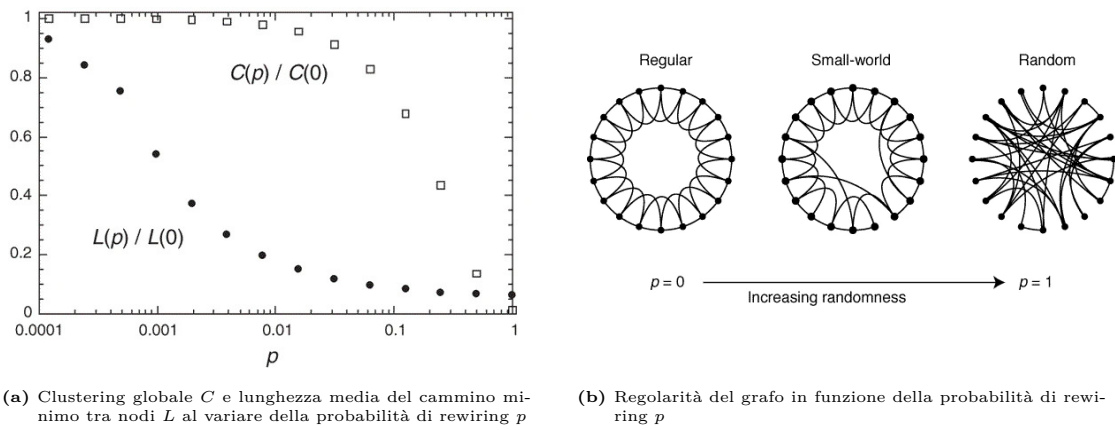 1
0.8
0.6
0.4
0.2
0
C(p) / C(0)
L(p) / L(0)
0.0001
0.001
0.01
0.1
1
p
Regular
Small-world
Random
p = 0
p = 1
Increasing randomness
(a) Clustering globale C e lunghezza media del cammino mi-
nimo tra nodi L al variare della probabilità di rewiring p
(b) Regolarità del grafo in funzione della probabilità di rewi-
ring p